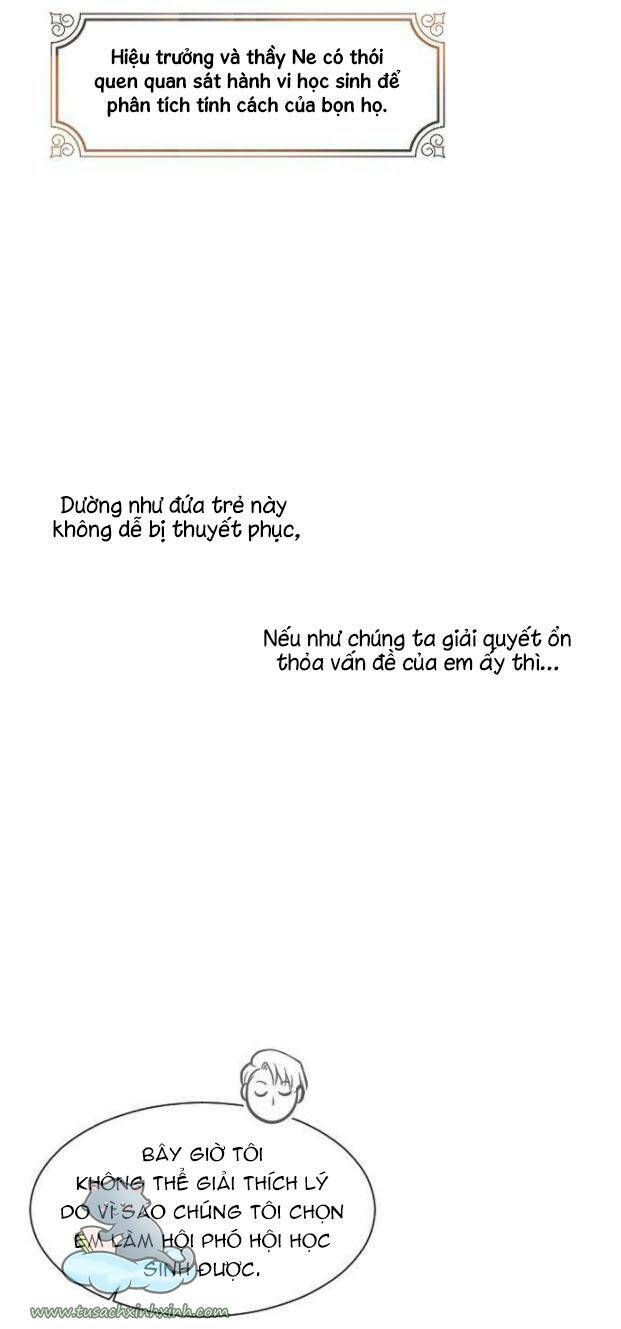 Hiệu trưởng và thầy Ne có thói
quen quan sát hành vi học sinh để
phân tích tính cách của bọn họ.
Dường như đứa trẻ này
không dễ bị thuyết phục,
Nếu như chúng ta giải quyết ổn
thỏa vấn đề của em ấy thì...
BÂY GIỜ TÔI
KHÔNG THỂ GIẢI THÍCH LÝ
DO VÌ SAO CHÚNG TÔI CHỌN
EM LÀM HỘI PHÓ HỘI HỌC
SINH ĐƯỢC.
www.tusachxinhxinh.com